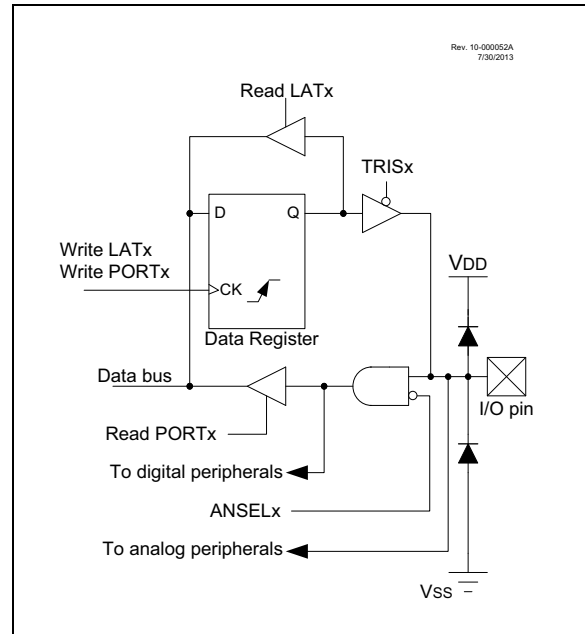 Rev. 10-000052A
7/30/2013
Read LATx
TRISx
D Q
Write LATx
Write PORTx
CK
VDD
Data Register
Data bus
I/O pin
Read PORTx
To digital peripherals
ANSELx
To analog peripherals
VSS